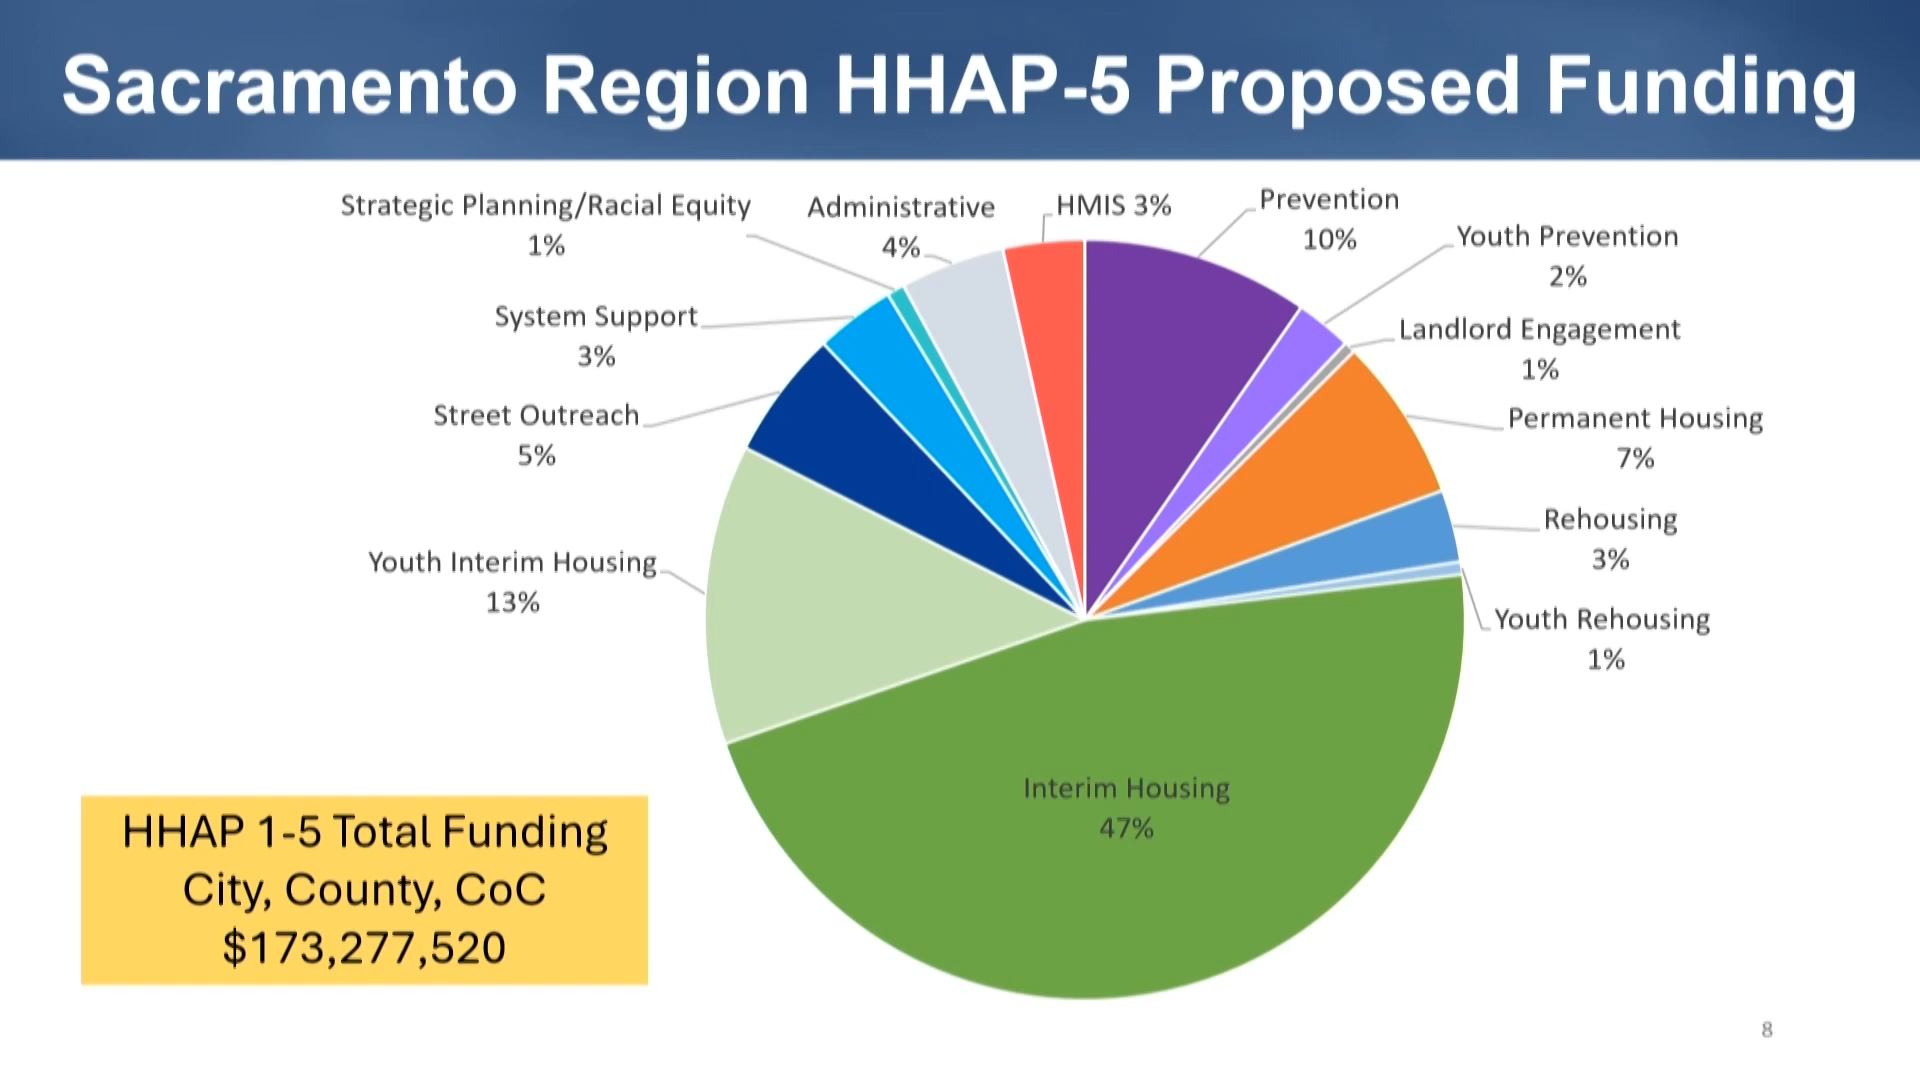 Sacramento Region HHAP-5 Proposed Funding
Strategic Planning/Racial Equity
1%
Administrative
4%
HMIS 3%
Prevention
10%
Youth Prevention
2%
Landlord Engagement
1%
Permanent Housing
7%
Rehousing
3%
Youth Rehousing
1%
System Support
3%
Street Outreach
5%
Youth Interim Housing
13%
Interim Housing
47%
HHAP 1-5 Total Funding
City, County, CoC
$173,277,520
8